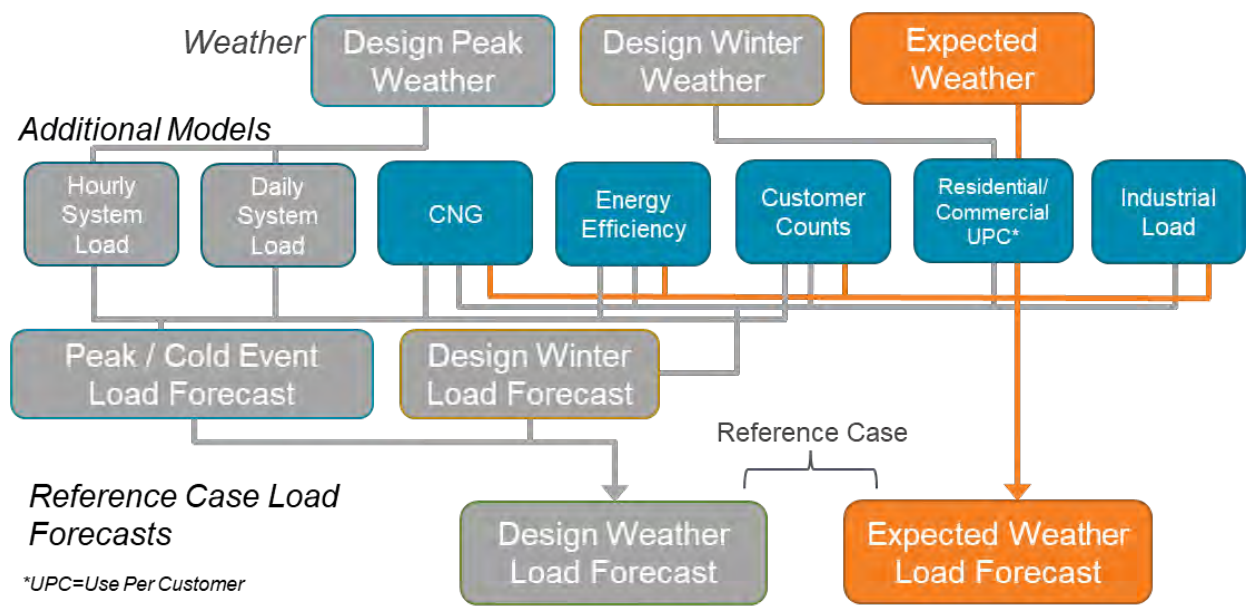 Weather
Design Peak
Weather
Design Winter
Weather
Expected
Weather
Additional Models
Hourly
System
Load
Daily
System
Load
CNG
Energy
Efficiency
Customer
Counts
Residential/
Commercial
UPC*
Industrial
Load
Peak / Cold Event
Load Forecast
Design Winter
Load Forecast
Reference Case
Reference Case Load
Forecasts
Design Weather
Load Forecast
Expected Weather
Load Forecast
*UPC=Use Per Customer